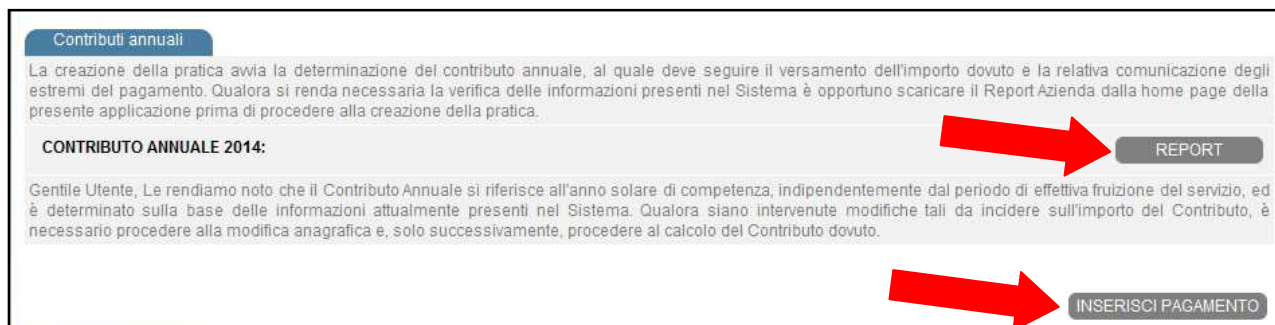 Contributi annuali
La creazione della pratica avvia la determinazione del contributo annuale, al quale deve seguire il versamento dell'importo dovuto e la relativa comunicazione degli
estremi del pagamento. Qualora si renda necessaria la verifica delle informazioni presenti nel Sistema è opportuno scaricare il Report Azienda dalla home page della
presente applicazione prima di procedere alla creazione della pratica.
CONTRIBUTO ANNUALE 2014:
REPORT
Gentile Utente, Le rendiamo noto che il Contributo Annuale si riferisce all'anno solare di competenza, indipendentemente dal periodo di effettiva fruizione del servizio, ed
è determinato sulla base delle informazioni attualmente presenti nel Sistema. Qualora siano intervenute modifiche tali da incidere sull'importo del Contributo, è
necessario procedere alla modifica anagrafica e, solo successivamente, procedere al calcolo del Contributo dovuto.
INSERISCI PAGAMENTO